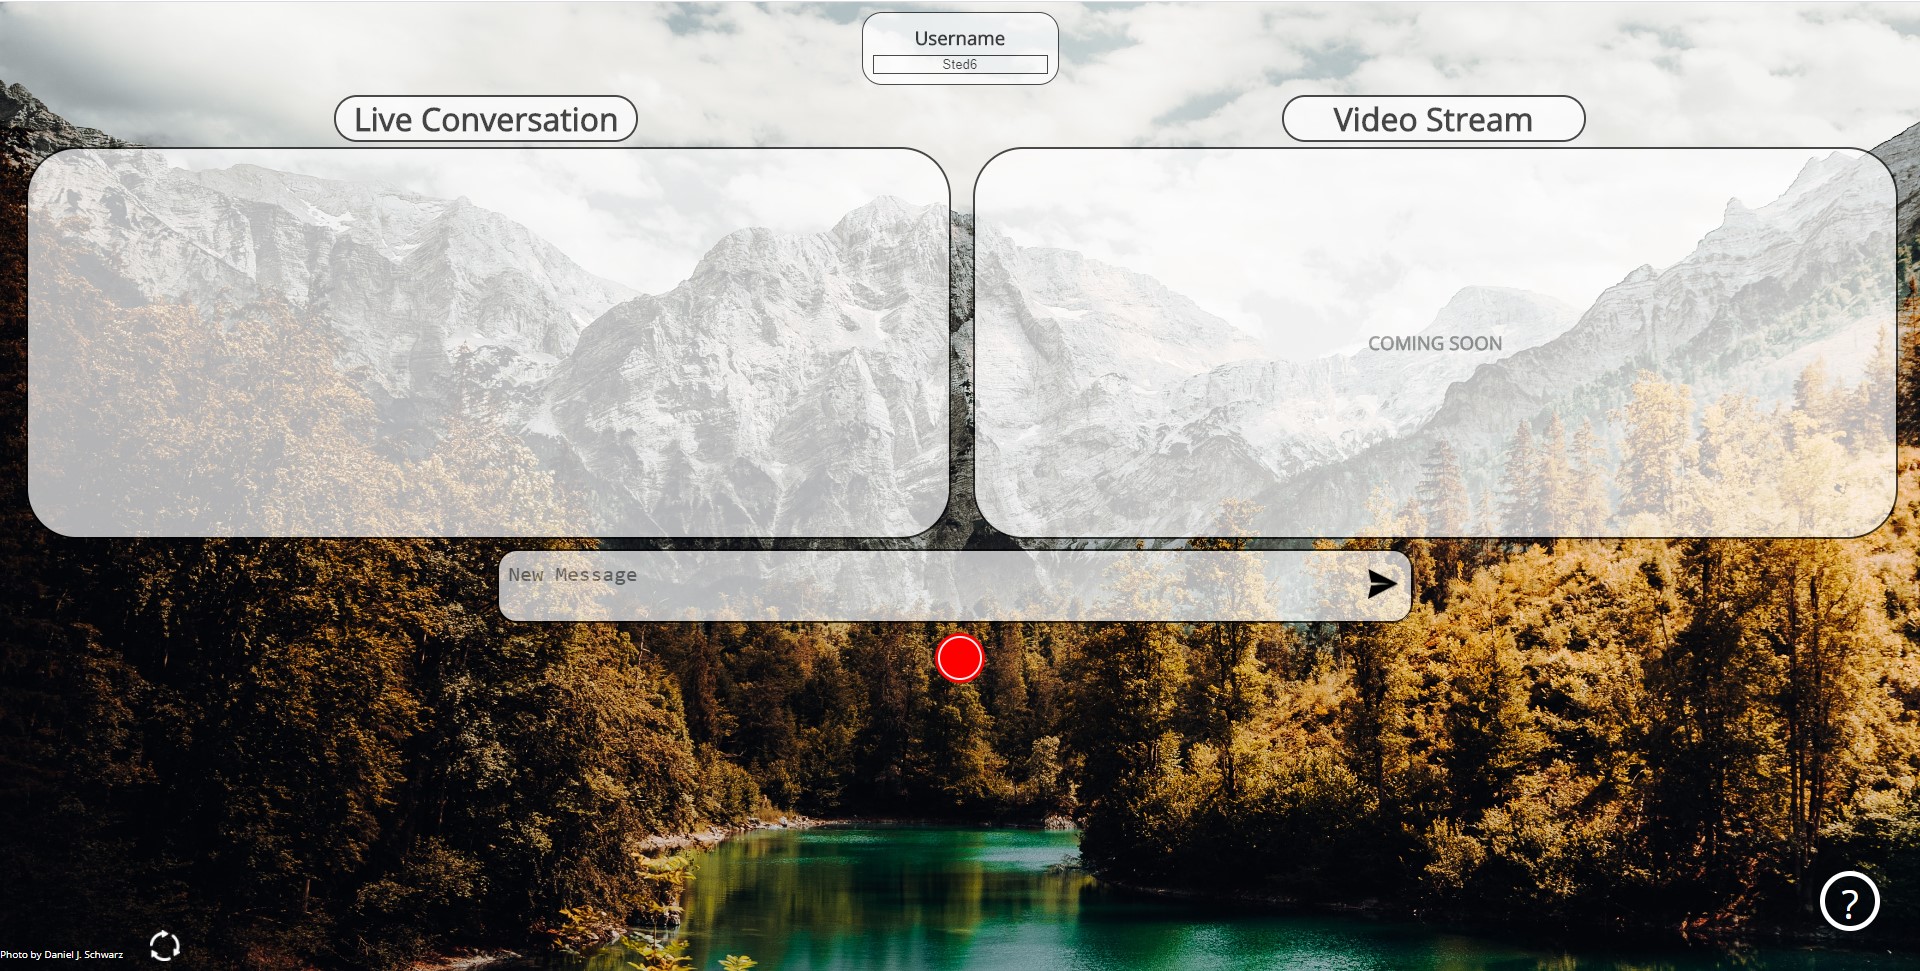 Username
Sted6
Live Conversation
Video Stream
COMING SOON
New Message
?
Photo by Daniel J. Schwarz